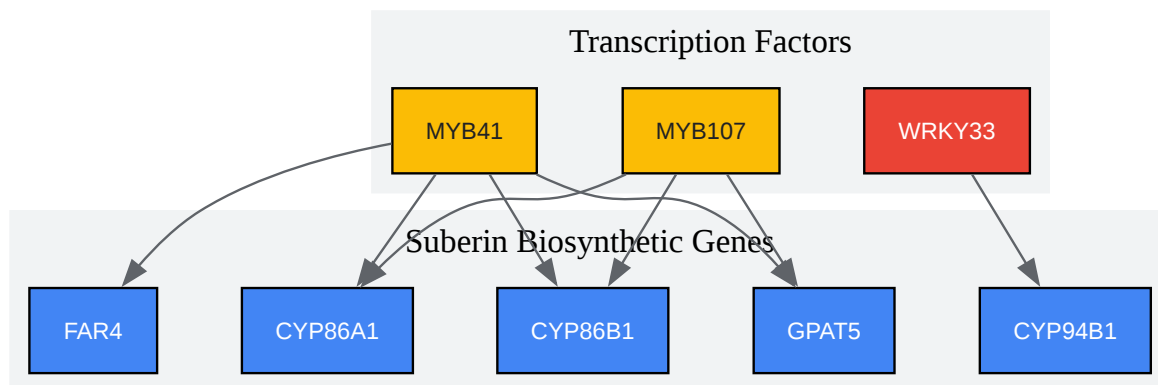 Transcription Factors
MYB41
MYB107
WRKY33
Suberin Biosynthetic Genes
FAR4
CYP86A1
CYP86B1
GPAT5
CYP94B1